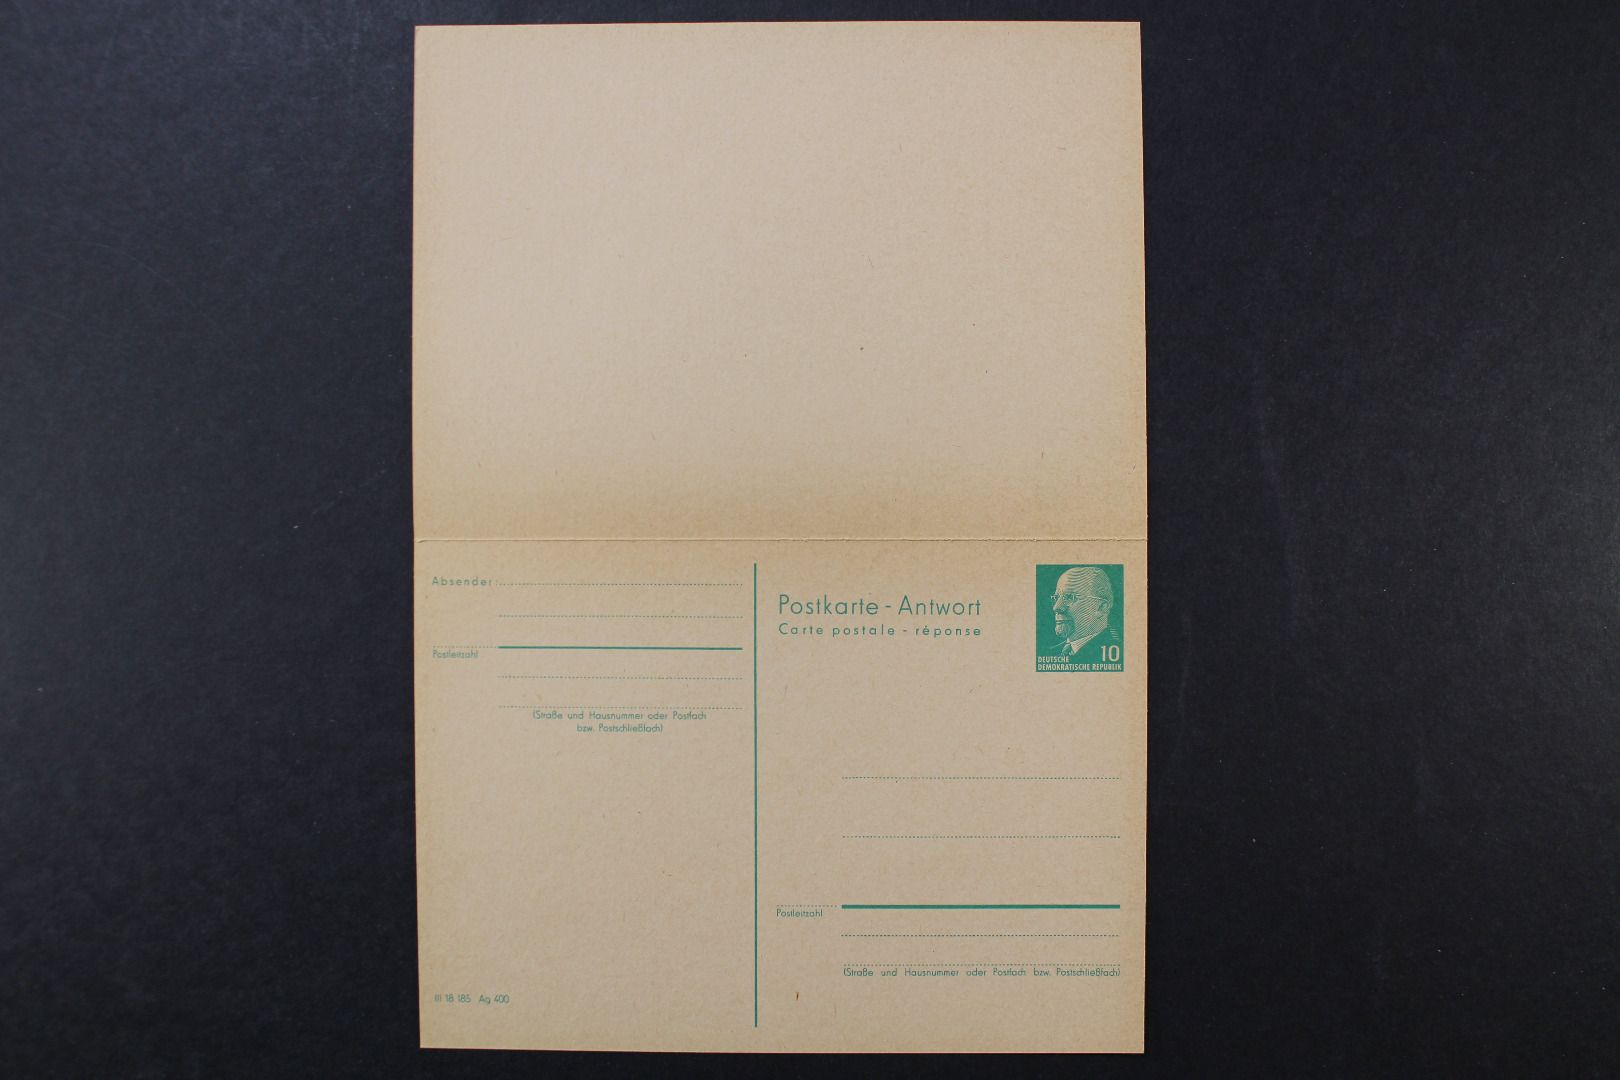 Absender:
Postleitzahl
(Straße und Hausnummer oder Postfach
bzw. Postschließfach)
III 18 185 Ag 400
Postkarte - Antwort
Carte postale - réponse
10
DEUTSCHE
DEMOKRATISCHE REPUBLIK
Postleitzahl
(Straße und Hausnummer oder Postfach bzw. Postschließfach)